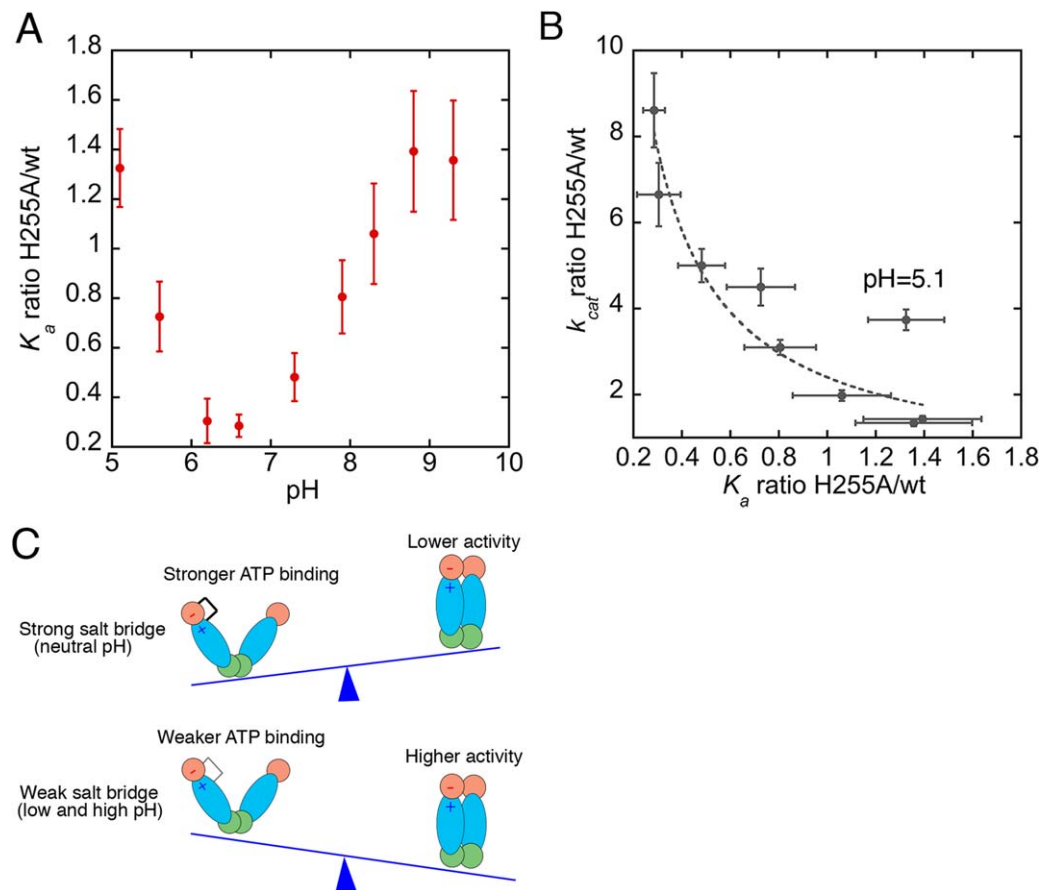 A
K a ratio H255A/wt
1.8
1.6
1.4
1.2
1
0.8
0.6
0.4
0.2
5 6 7 8 9 10
pH
B
k cat ratio H255A/wt
10
8
6
4
2
pH=5.1
0.2 0.4 0.6 0.8 1 1.2 1.4 1.6 1.8
K a ratio H255A/wt
C
Lower activity
Stronger ATP binding
Strong salt bridge
(neutral pH)
- + - +
Weaker ATP binding
Higher activity
Weak salt bridge
(low and high pH)
- + - +